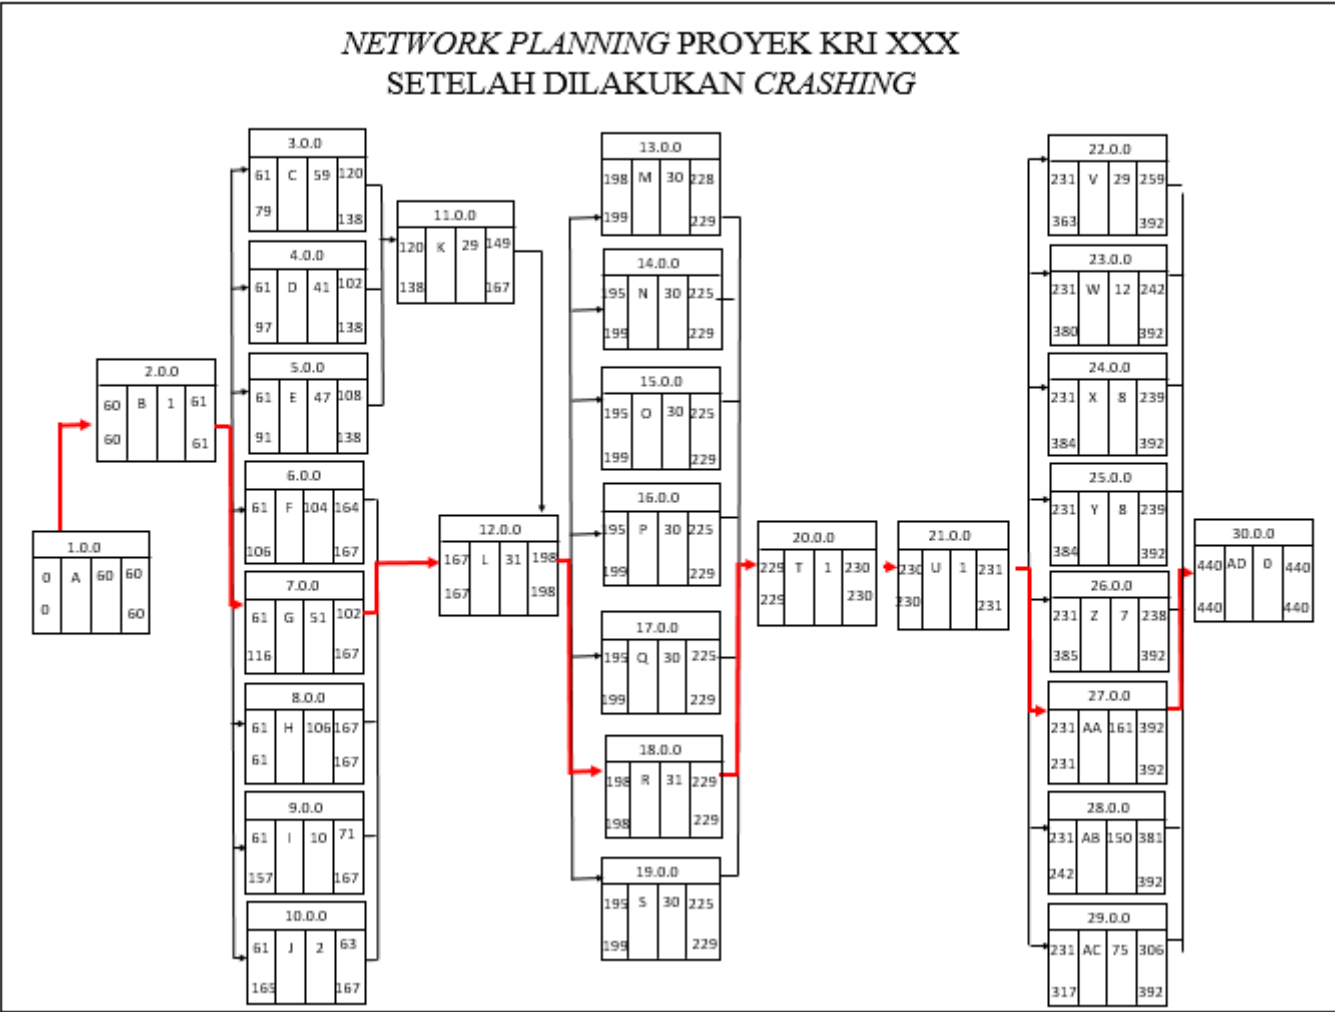 NETWORK PLANNING PROYEK KRI XXX
SETELAH DILAKUKAN CRASHING
1.0.0
0 A 60 60
0 60
2.0.0
60 B 1 61
60 61
3.0.0
61 C 59 120
79 138
4.0.0
61 D 41 102
97 138
5.0.0
61 E 47 108
91 138
6.0.0
61 F 104 164
106 167
7.0.0
61 G 51 102
116 167
8.0.0
61 H 106 167
61 167
9.0.0
61 I 10 71
157 167
10.0.0
61 J 2 63
165 167
11.0.0
120 K 29 149
138 167
12.0.0
167 L 31 198
167 198
13.0.0
198 M 30 228
199 229
14.0.0
195 N 30 225
199 229
15.0.0
195 O 30 225
199 229
16.0.0
195 P 30 225
199 229
17.0.0
195 Q 30 225
199 229
18.0.0
198 R 31 229
198 229
19.0.0
195 S 30 225
199 229
20.0.0
229 T 1 230
229 230
21.0.0
230 U 1 231
230 231
22.0.0
231 V 29 259
363 392
23.0.0
231 W 12 242
380 392
24.0.0
231 X 8 239
384 392
25.0.0
231 Y 8 239
384 392
26.0.0
231 Z 7 238
385 392
27.0.0
231 AA 161 392
231 392
28.0.0
231 AB 150 381
242 392
29.0.0
231 AC 75 306
317 392
30.0.0
440 AD 0 440
440 440